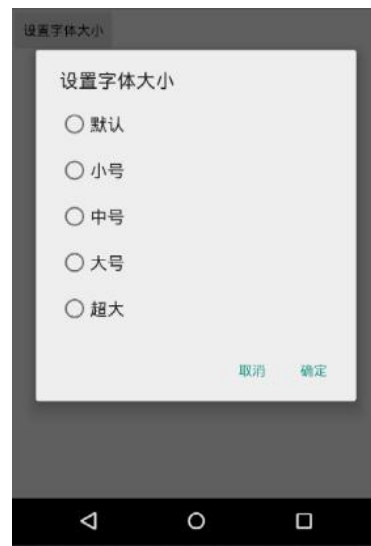 设置字体大小
设置字体大小
默认
小号
中号
大号
超大
取消 确定